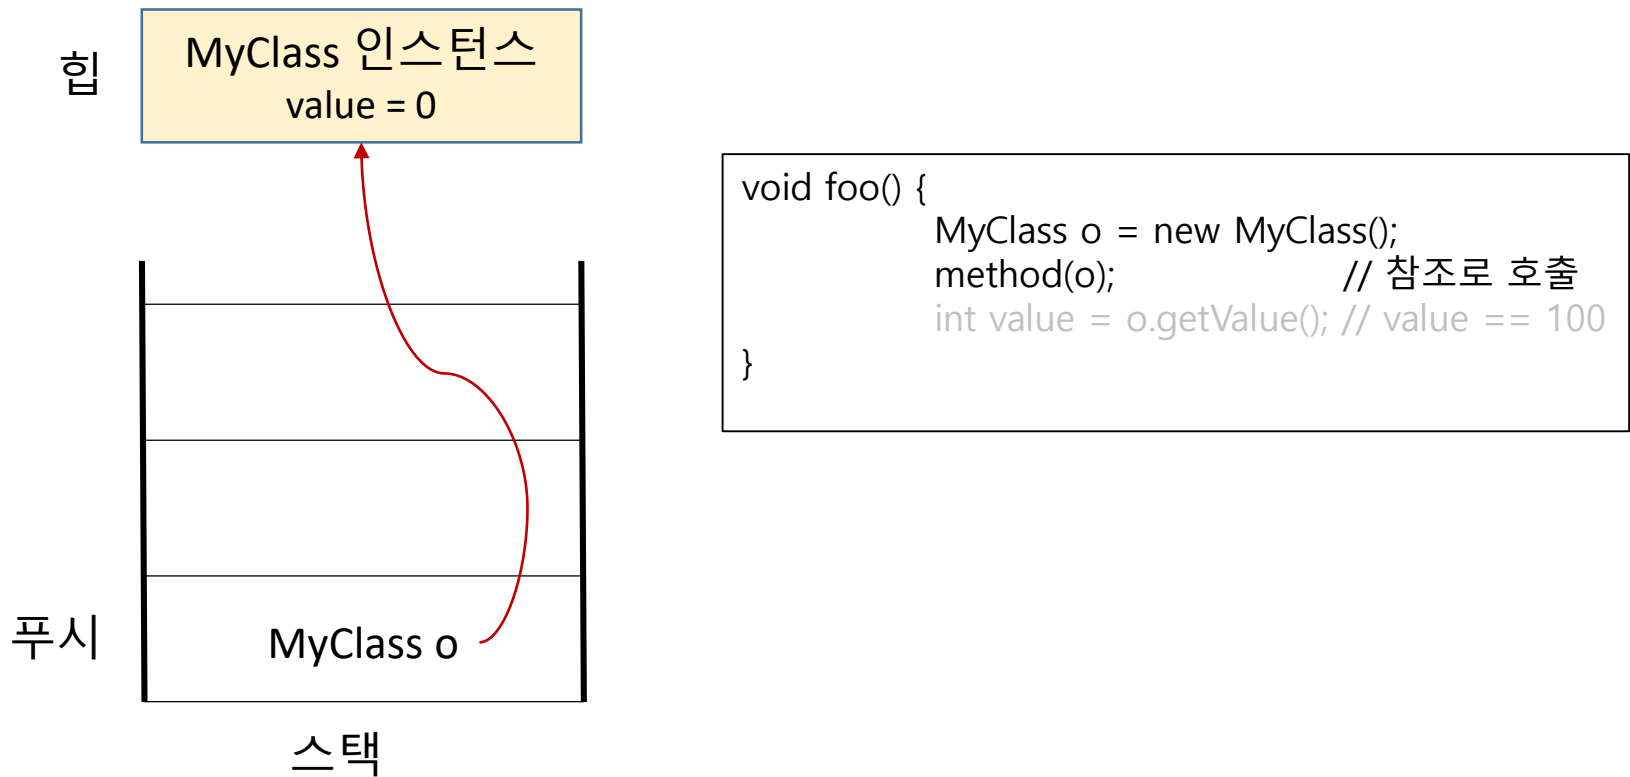 힙
MyClass 인스턴스
value = 0
푸시
MyClass o
스택
void foo() {
MyClass o = new MyClass();
method(o); // 참조로 호출
int value = o.getValue(); // value == 100
}